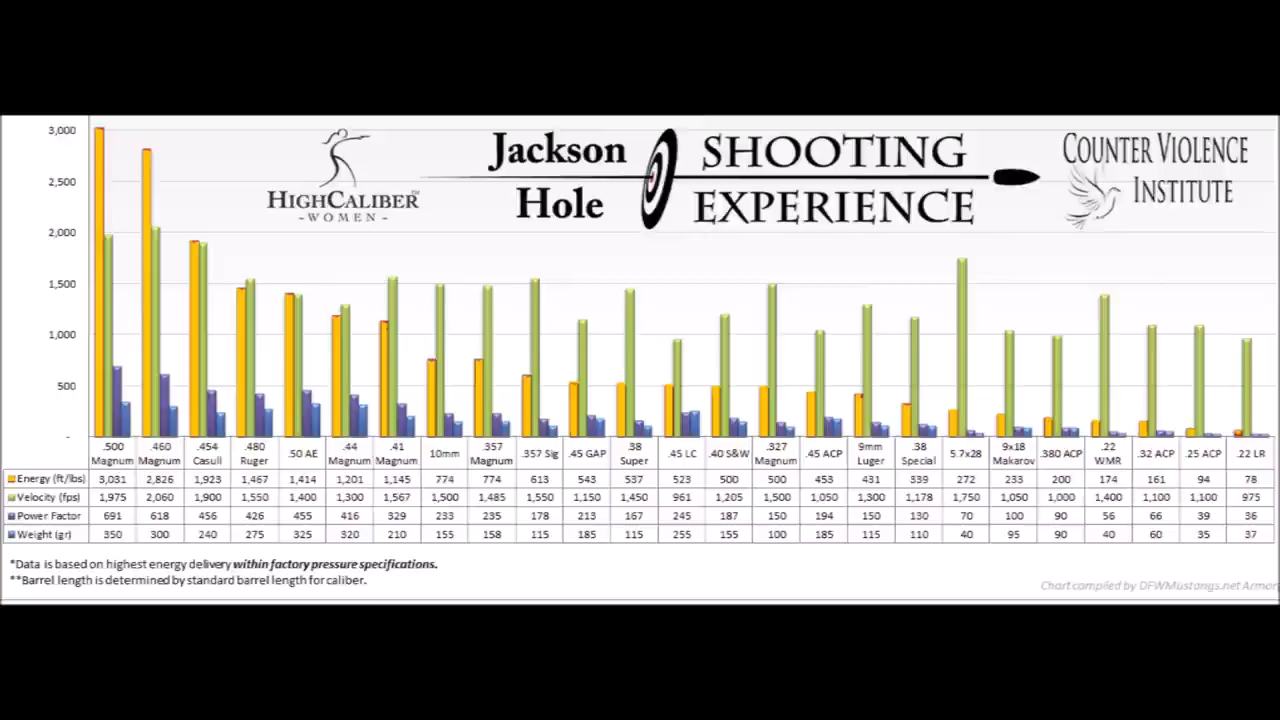 3,000
2,500
2,000
1,500
1,000
500
-
HIGHCALIBER™
-WOMEN-
Jackson
Hole
SHOOTING
EXPERIENCE
COUNTER VIOLENCE
INSTITUTE
.500 Magnum .460 Magnum .454 Casull .480 Ruger .50 AE .44 Magnum .41 Magnum 10mm .357 Magnum .357 Sig .45 GAP .38 Super .45 LC .40 S&W .327 Magnum .45 ACP 9mm Luger .38 Special 5.7x28 9x18 Makarov .380 ACP .22 WMR .32 ACP .25 ACP .22 LR
Energy (ft/lbs) 3,031 2,826 1,923 1,467 1,414 1,201 1,145 774 774 613 543 537 523 500 500 453 431 339 272 233 200 174 161 94 78
Velocity (fps) 1,975 2,060 1,900 1,550 1,400 1,300 1,567 1,500 1,485 1,550 1,150 1,450 961 1,205 1,500 1,050 1,300 1,178 1,750 1,050 1,000 1,400 1,100 1,100 975
Power Factor 691 618 456 426 455 416 329 233 235 178 213 167 245 187 150 194 150 130 70 100 90 56 66 39 36
Weight (gr) 350 300 240 275 325 320 210 155 158 115 185 115 255 155 100 185 115 110 40 95 90 40 60 35 37
*Data is based on highest energy delivery within factory pressure specifications.
**Barrel length is determined by standard barrel length for caliber.
Chart compiled by DFWMustangs.net Armor